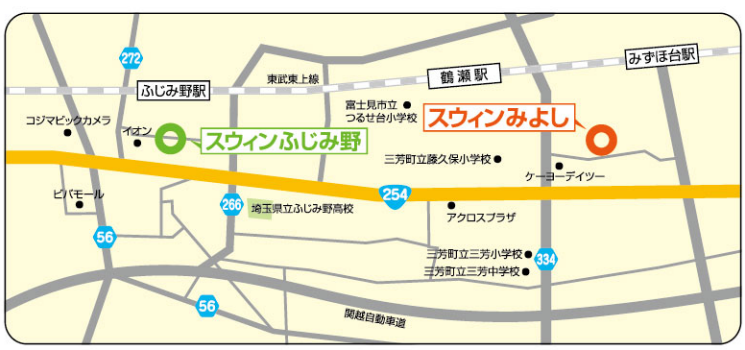 272
みずほ台駅
東武東上線
鶴瀬駅
ふじみ野駅
富士見市立
つるせ台小学校
スウィンみよし
コジマビックカメラ
イオン
スウィンふじみ野
三芳町立藤久保小学校
ケーヨーデイツー
ビバモール
266
埼玉県立ふじみ野高校
254
アクロスプラザ
56
三芳町立三芳小学校
334
三芳町立三芳中学校
56
関越自動車道